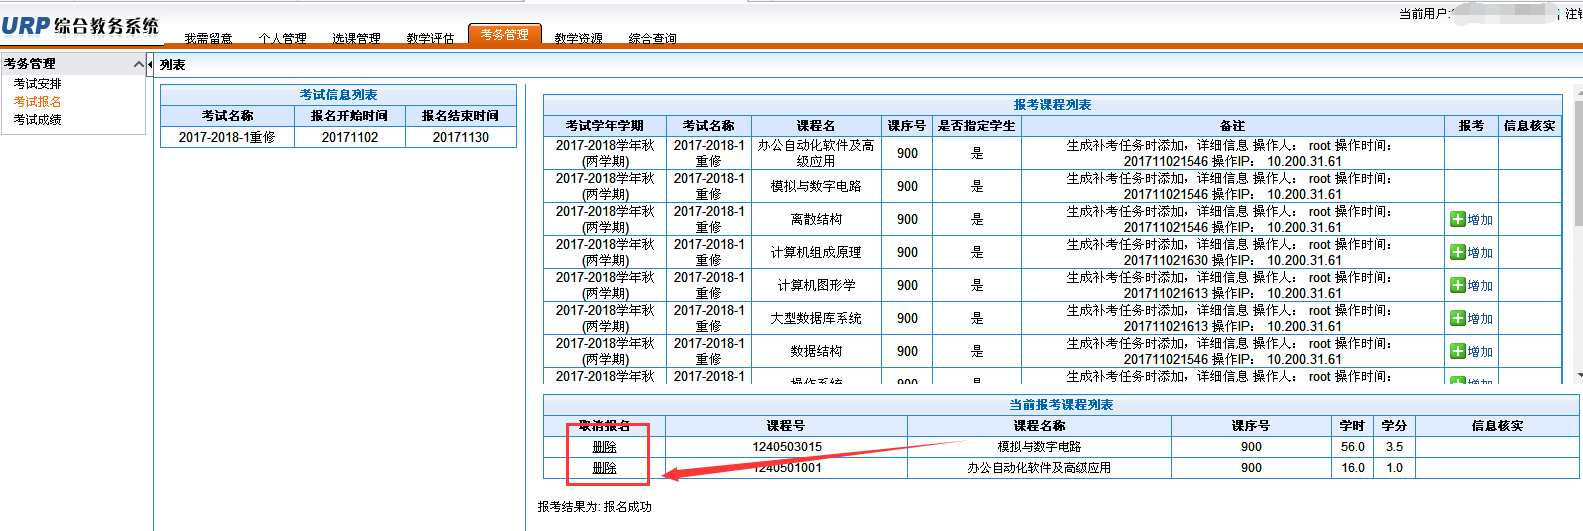 当前用户: 注销
URP 综合教务系统
我需留意 个人管理 选课管理 教学评估 考务管理 教学资源 综合查询
考务管理
考试安排
考试报名
考试成绩
列表
考试信息列表
考试名称 报名开始时间 报名结束时间
2017-2018-1重修 20171102 20171130
报考课程列表
考试学年学期 考试名称 课程名 课序号 是否指定学生 备注 报考 信息核实
2017-2018学年秋 2017-2018-1 办公自动化软件及高 900 是 生成补考任务时添加，详细信息 操作人： root 操作时间：
(两学期) 重修 级应用 201711021546 操作IP： 10.200.31.61
2017-2018学年秋 2017-2018-1 模拟与数字电路 900 是 生成补考任务时添加，详细信息 操作人： root 操作时间：
(两学期) 重修 201711021546 操作IP： 10.200.31.61
2017-2018学年秋 2017-2018-1 离散结构 900 是 生成补考任务时添加，详细信息 操作人： root 操作时间： 增加
(两学期) 重修 201711021546 操作IP： 10.200.31.61
2017-2018学年秋 2017-2018-1 计算机组成原理 900 是 生成补考任务时添加，详细信息 操作人： root 操作时间： 增加
(两学期) 重修 201711021630 操作IP： 10.200.31.61
2017-2018学年秋 2017-2018-1 计算机图形学 900 是 生成补考任务时添加，详细信息 操作人： root 操作时间： 增加
(两学期) 重修 201711021613 操作IP： 10.200.31.61
2017-2018学年秋 2017-2018-1 大型数据库系统 900 是 生成补考任务时添加，详细信息 操作人： root 操作时间： 增加
(两学期) 重修 201711021613 操作IP： 10.200.31.61
2017-2018学年秋 2017-2018-1 数据结构 900 是 生成补考任务时添加，详细信息 操作人： root 操作时间： 增加
(两学期) 重修 201711021546 操作IP： 10.200.31.61
2017-2018学年秋 2017-2018-1 操作系统 900 是 生成补考任务时添加，详细信息 操作人： root 操作时间： 增加
当前报考课程列表
取消报名 课程号 课程名称 课序号 学时 学分 信息核实
删除 1240503015 模拟与数字电路 900 56.0 3.5
删除 1240501001 办公自动化软件及高级应用 900 16.0 1.0
报考结果为: 报名成功